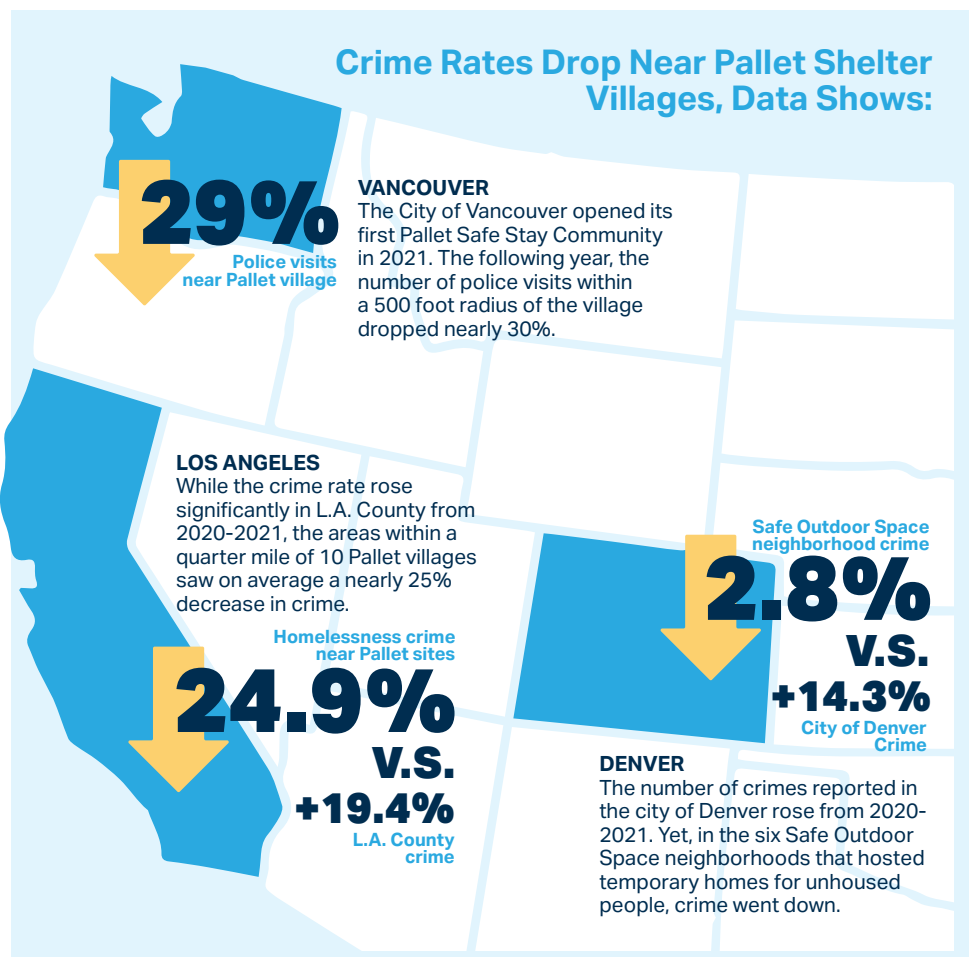 Crime Rates Drop Near Pallet Shelter
Villages, Data Shows:
29%
Police visits
near Pallet village
VANCOUVER
The City of Vancouver opened its
first Pallet Safe Stay Community
in 2021. The following year, the
number of police visits within
a 500 foot radius of the village
dropped nearly 30%.
LOS ANGELES
While the crime rate rose
significantly in L.A. County from
2020-2021, the areas within a
quarter mile of 10 Pallet villages
saw on average a nearly 25%
decrease in crime.
Homelessness crime
near Pallet sites
24.9%
V.S.
+19.4%
L.A. County
crime
Safe Outdoor Space
neighborhood crime
2.8%
V.S.
+14.3%
City of Denver
Crime
DENVER
The number of crimes reported in
the city of Denver rose from 2020-
2021. Yet, in the six Safe Outdoor
Space neighborhoods that hosted
temporary homes for unhoused
people, crime went down.